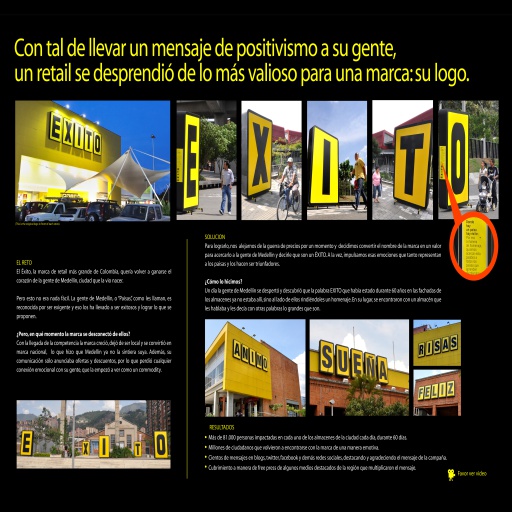 Con tal de llevar un mensaje de positivismo a su gente,
un retail se desprendió de lo más valioso para una marca: su logo.
EXITO
E X I T O
EL RETO
El Éxito, la marca de retail más grande de Colombia, quería volver a ganarse el
corazón de la gente de Medellín, ciudad que la vio nacer.
Pero esto no era nada fácil. La gente de Medellín, o "Paisas", como les llaman, es
reconocida por ser exigente y eso los ha llevado a ser exitosos y lograr lo que se
proponen.
¿Pero, en qué momento la marca se desconectó de ellos?
Con la llegada de la competencia la marca creció, dejó de ser local y se convirtió en
marca nacional, lo que hizo que Medellín ya no la sintiera suya. Además, su
comunicación sólo anunciaba ofertas y descuentos, por lo que perdió cualquier
conexión emocional con su gente, que la empezó a ver como un commodity.
E X I T O
SOLUCION
Para lograrlo, nos alejamos de la guerra de precios por un momento y decidimos convertir el nombre de la marca en un valor
para acercarlo a la gente de Medellín y decirle que son un EXITO. A la vez, impulsamos esas emociones que tanto representan
a los paisas y los hacen ser triunfadores.
¿Cómo lo hicimos?
Un día la gente de Medellín se despertó y descubrió que la palabra EXITO que había estado durante 60 años en las fachadas de
los almacenes ya no estaba allí, sino al lado de ellos rindiéndoles un homenaje. En su lugar, se encontraron con un almacén que
les hablaba y les decía con otras palabras lo grandes que son.
ANIMO
SUEÑA
RISAS
FELIZ
RESULTADOS
• Más de 81.000 personas impactadas en cada uno de los almacenes de la ciudad cada día, durante 60 días.
• Millones de ciudadanos que volvieron a encontrarse con la marca de una manera emotiva.
• Cientos de mensajes en blogs, twitter, facebook y demás redes sociales, destacando y agradeciendo el mensaje de la campaña.
• Cubrimiento a manera de free press de algunos medios destacados de la región que multiplicaron el mensaje.
Favor ver video